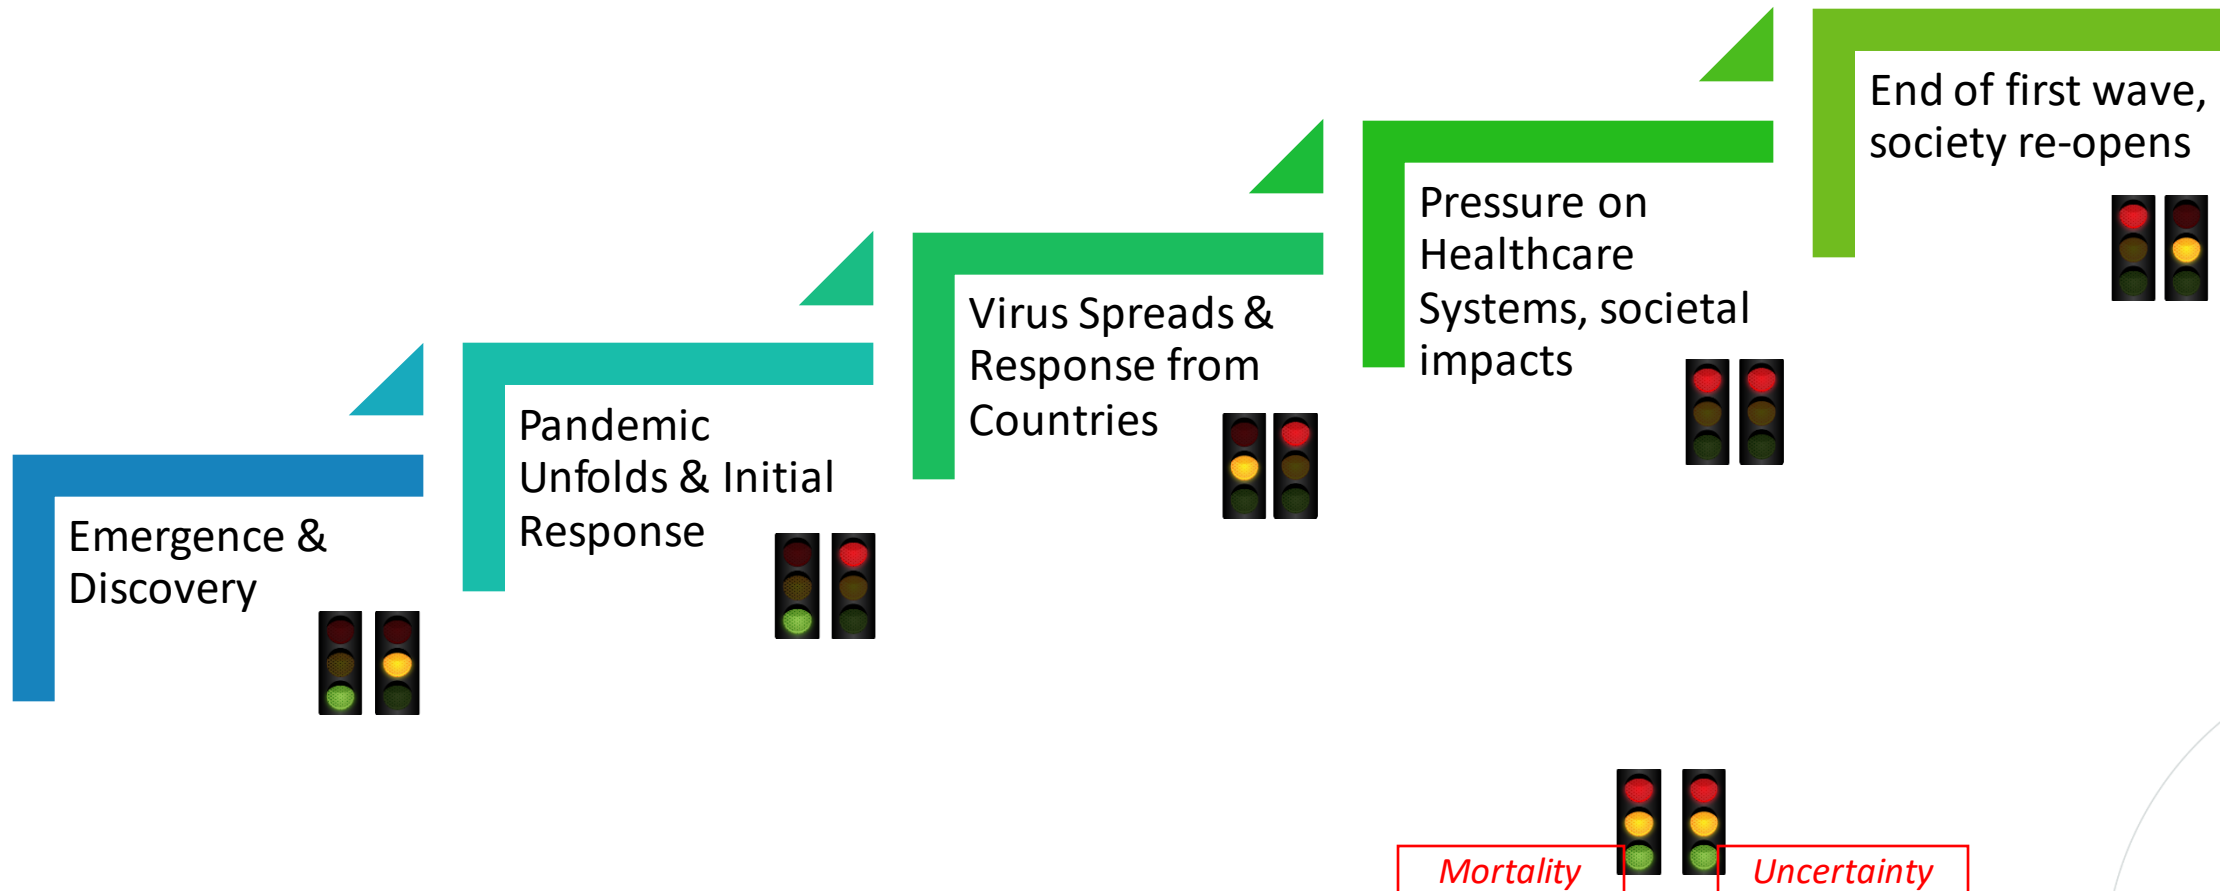 Emergence &
Discovery
Pandemic
Unfolds & Initial
Response
Virus Spreads &
Response from
Countries
Pressure on
Healthcare
Systems, societal
impacts
End of first wave,
society re-opens
Mortality
Uncertainty